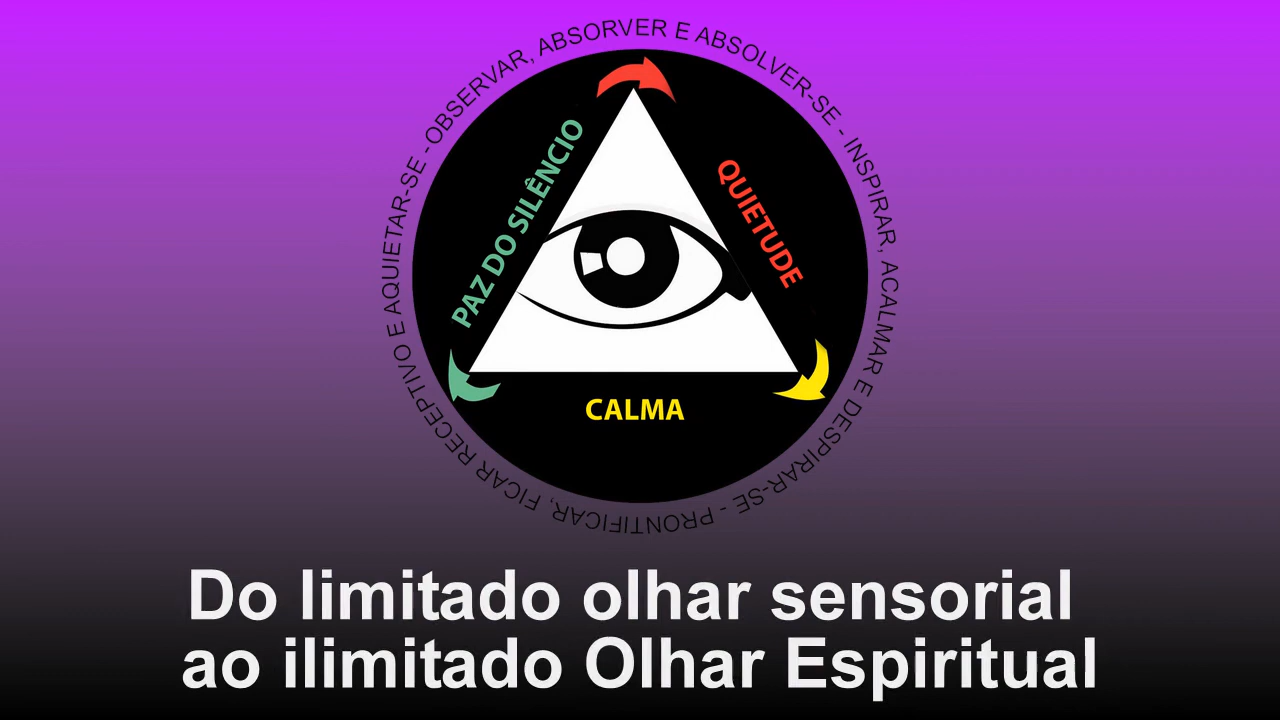 OBSERVAR, ABSORVER E ABSOLVER-SE - INSPIRAR, ACALMAR E DESPIRAR-SE - PRONTIFICAR, FICAR RECEPTIVO E AQUIETAR-SE -
PAZ DO SILÊNCIO
QUIETUDE
CALMA
Do limitado olhar sensorial
ao ilimitado Olhar Espiritual